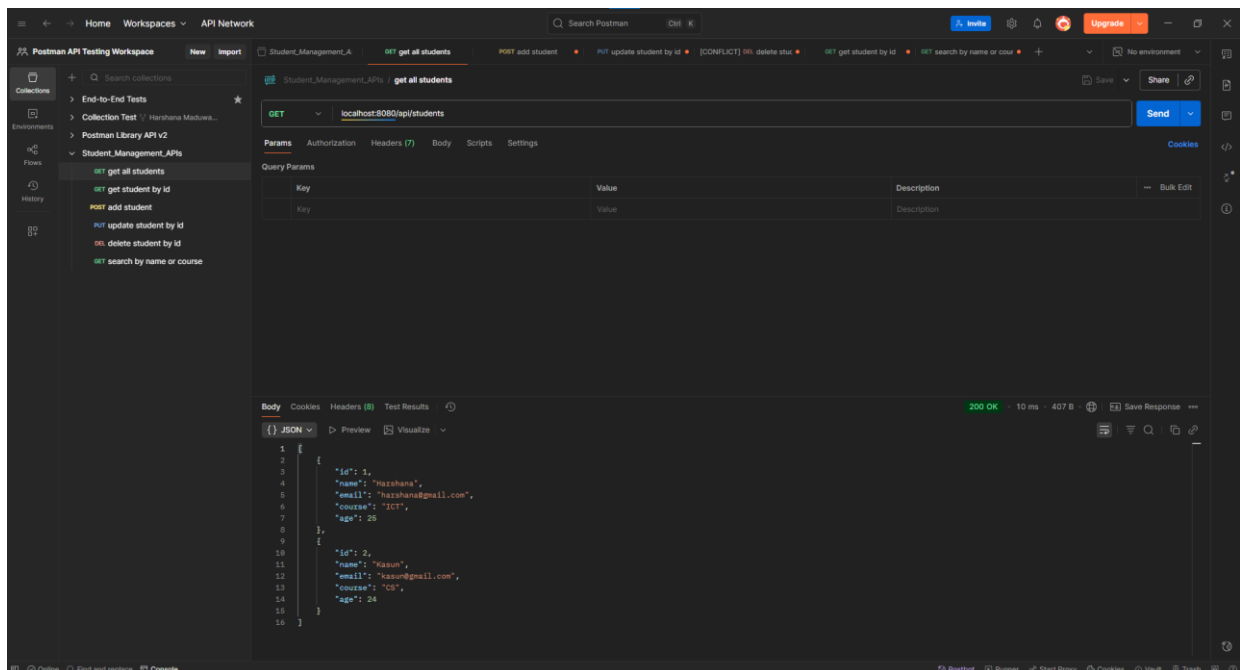 Home Workspaces API Network Search Postman Ctrl K Invite Upgrade
Postman API Testing Workspace New Import Student_Management_A GET get all students POST add student PUT update student by id [CONFLICT] DEL delete stuc GET get student by id GET search by name or cour No environment
Collections Search collections Student_Management_APIs / get all students Save Share
End-to-End Tests
Environments Collection Test Harshana Maduwa... GET localhost:8080/api/students Send
Postman Library API v2
Flows Student_Management_APIs Params Authorization Headers (7) Body Scripts Settings Cookies
GET get all students Query Params
History GET get student by id Key Value Description Bulk Edit
POST add student Key Value Description
PUT update student by id
DEL delete student by id
GET search by name or course
Body Cookies Headers (8) Test Results 200 OK 10 ms 407 B Save Response
{} JSON Preview Visualize
1 [
2 {
3 "id": 1,
4 "name": "Harshana",
5 "email": "harshana@gmail.com",
6 "course": "ICT",
7 "age": 25
8 },
9 {
10 "id": 2,
11 "name": "Kasun",
12 "email": "kasun@gmail.com",
13 "course": "CS",
14 "age": 24
15 }
16 ]
Online Find and replace Console Postbot Runner Start Proxy Cookies Vault Trash